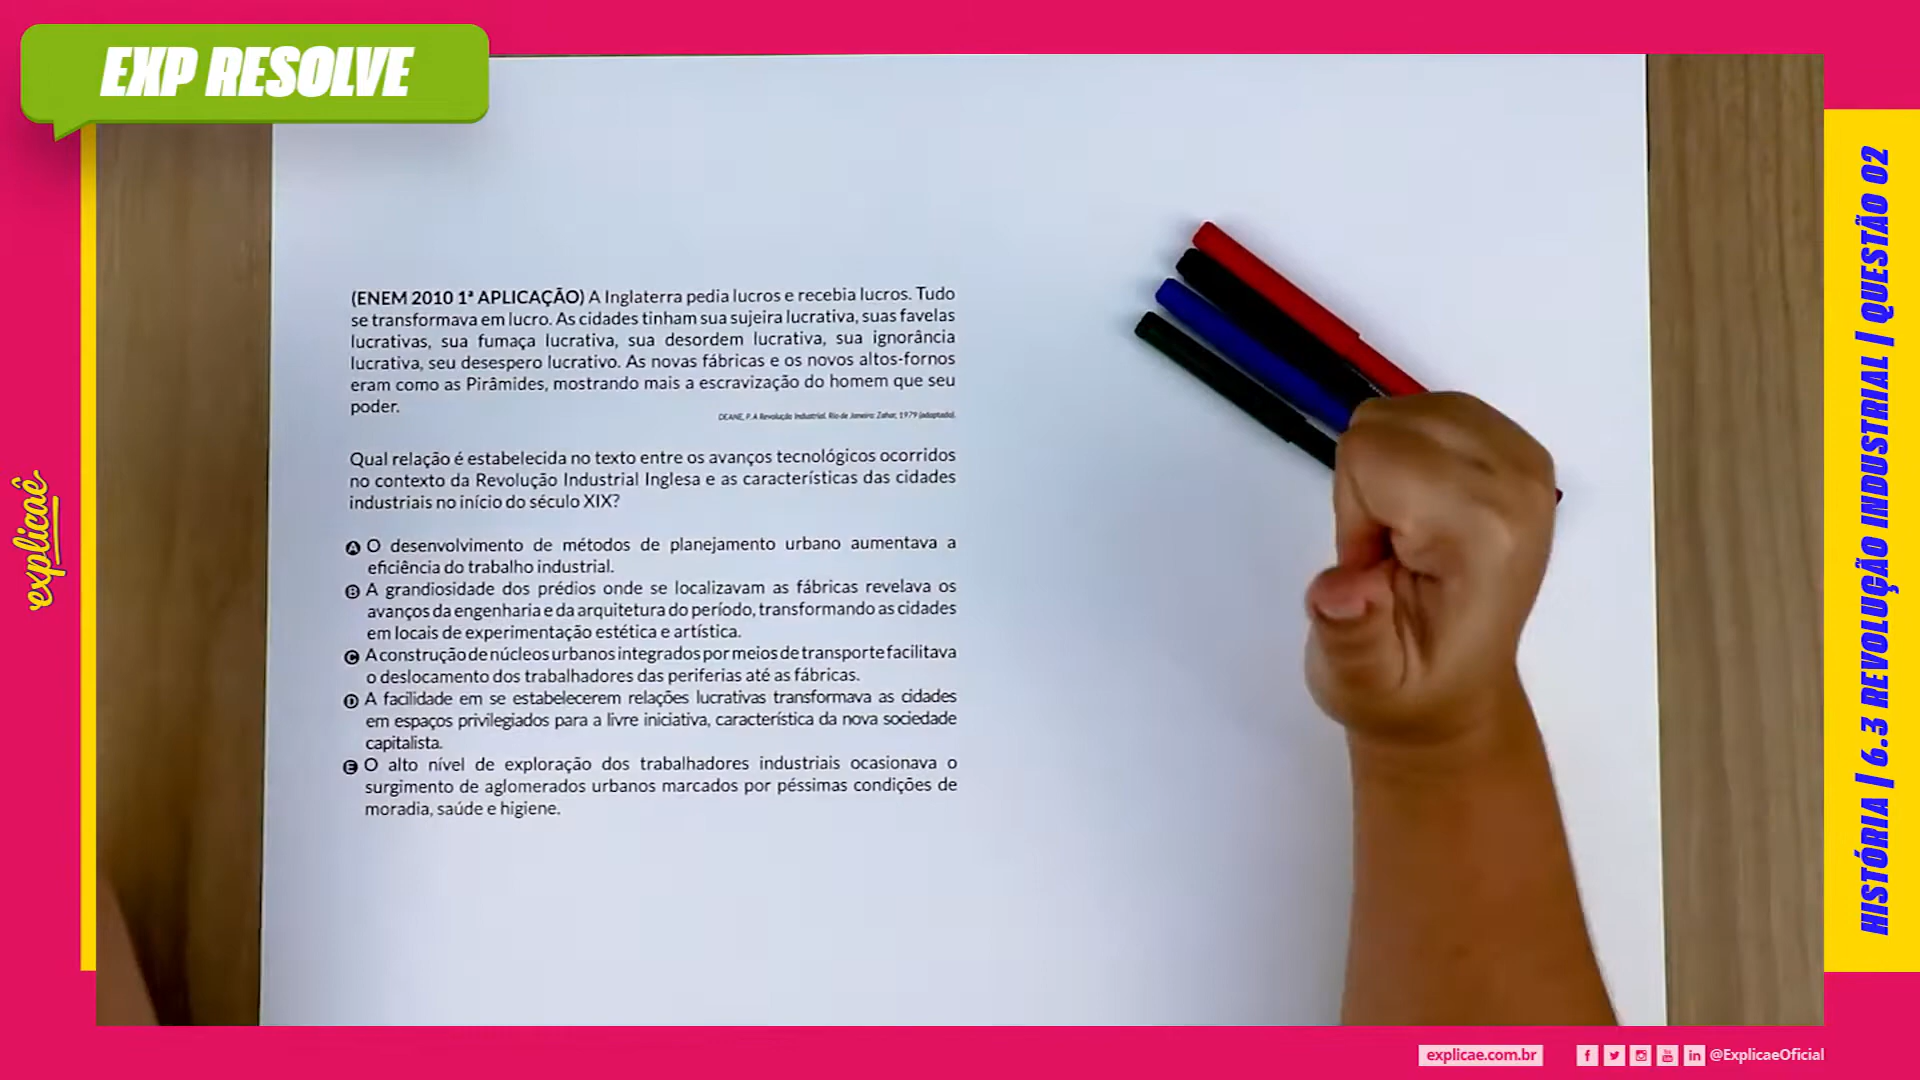 EXP RESOLVE
(ENEM 2010 1ª APLICAÇÃO) A Inglaterra pedia lucros e recebia lucros. Tudo
se transformava em lucro. As cidades tinham sua sujeira lucrativa, suas favelas
lucrativas, sua fumaça lucrativa, sua desordem lucrativa, sua ignorância
lucrativa, seu desespero lucrativo. As novas fábricas e os novos altos-fornos
eram como as Pirâmides, mostrando mais a escravização do homem que seu
poder.
DEANE, P. A Revolução Industrial. Rio de Janeiro: Zahar, 1979 (adaptado).
Qual relação é estabelecida no texto entre os avanços tecnológicos ocorridos
no contexto da Revolução Industrial Inglesa e as características das cidades
industriais no início do século XIX?
A O desenvolvimento de métodos de planejamento urbano aumentava a
eficiência do trabalho industrial.
B A grandiosidade dos prédios onde se localizavam as fábricas revelava os
avanços da engenharia e da arquitetura do período, transformando as cidades
em locais de experimentação estética e artística.
C A construção de núcleos urbanos integrados por meios de transporte facilitava
o deslocamento dos trabalhadores das periferias até as fábricas.
D A facilidade em se estabelecerem relações lucrativas transformava as cidades
em espaços privilegiados para a livre iniciativa, característica da nova sociedade
capitalista.
E O alto nível de exploração dos trabalhadores industriais ocasionava o
surgimento de aglomerados urbanos marcados por péssimas condições de
moradia, saúde e higiene.
explicaê
HISTÓRIA | 6.3 REVOLUÇÃO INDUSTRIAL | QUESTÃO 02
explicae.com.br
@ExplicaeOficial